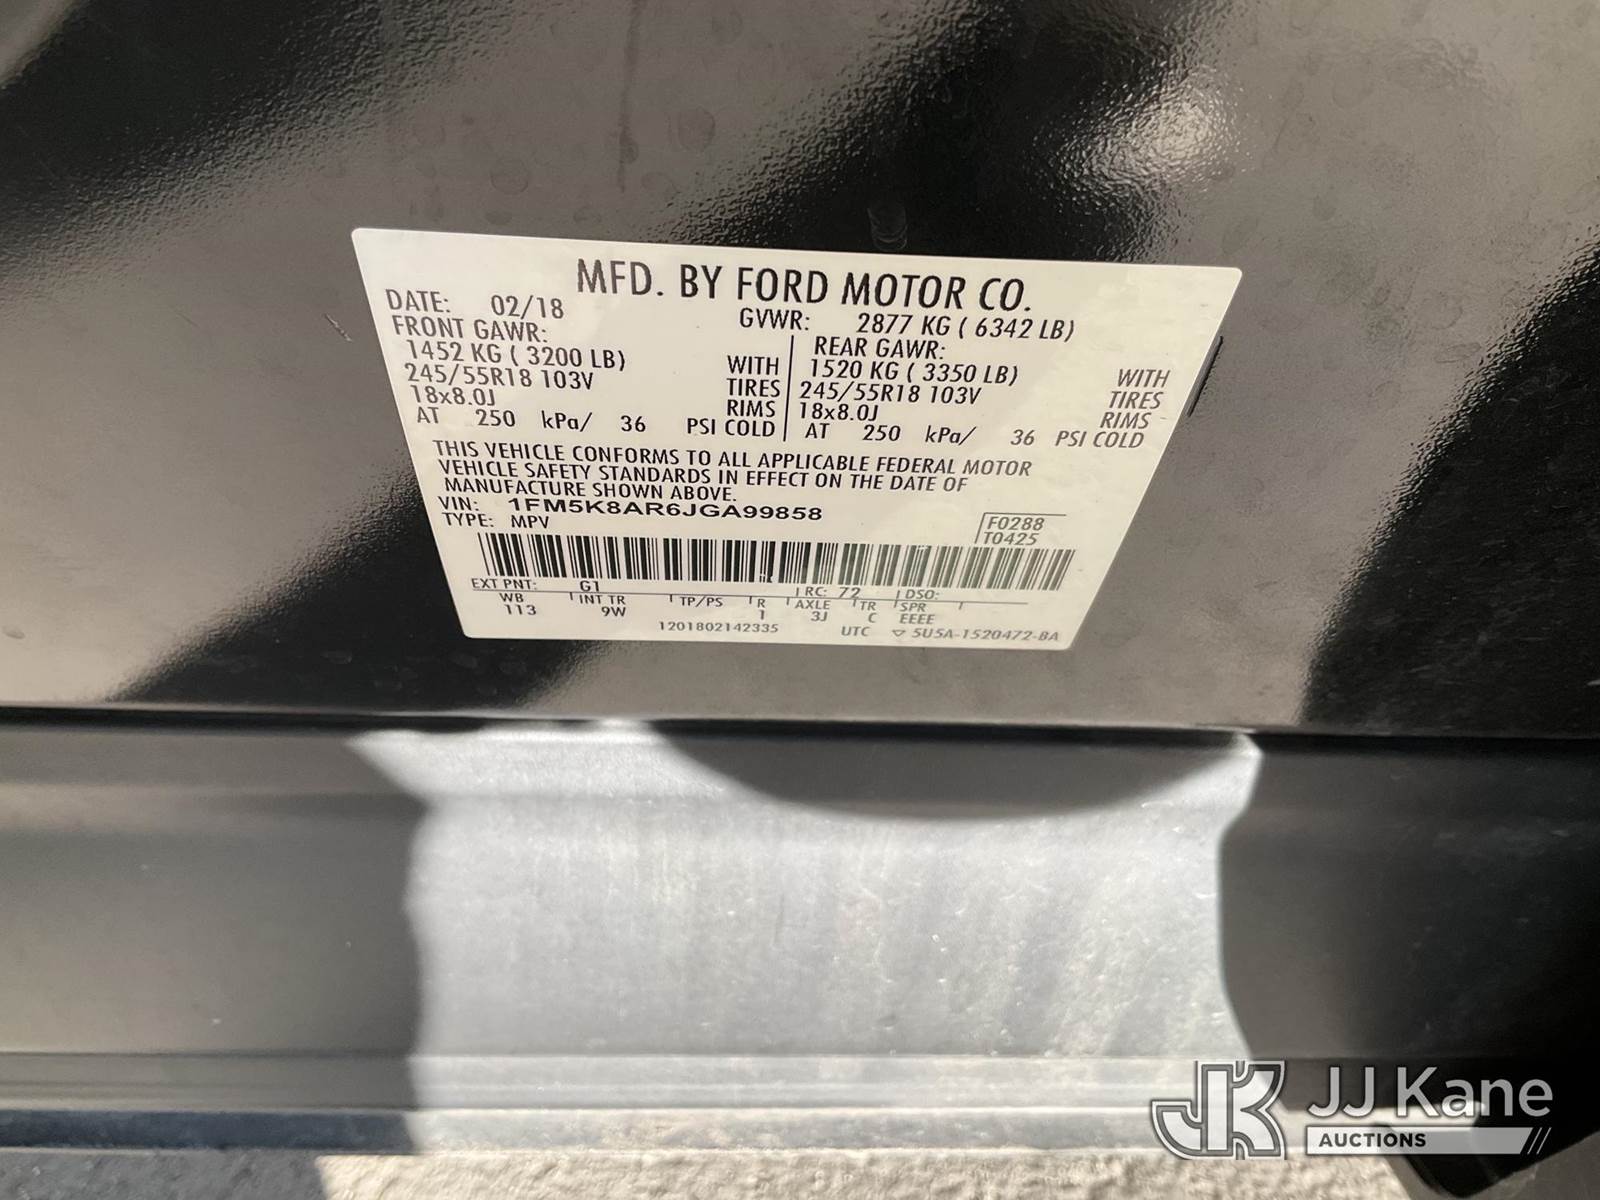 MFD. BY FORD MOTOR CO.
DATE: 02/18 GVWR: 2877 KG ( 6342 LB)
FRONT GAWR: REAR GAWR:
1452 KG ( 3200 LB) WITH 1520 KG ( 3350 LB) WITH
245/55R18 103V TIRES 245/55R18 103V TIRES
18x8.0J RIMS 18x8.0J RIMS
AT 250 kPa/ 36 PSI COLD AT 250 kPa/ 36 PSI COLD
THIS VEHICLE CONFORMS TO ALL APPLICABLE FEDERAL MOTOR
VEHICLE SAFETY STANDARDS IN EFFECT ON THE DATE OF
MANUFACTURE SHOWN ABOVE.
VIN: 1FM5K8AR6JGA99858
TYPE: MPV F0288
T0425
EXT PNT: G1 RC: 72 DSO:
WB INT TR TP/PS R AXLE TR SPR
113 9W 1 3J C EEEE
1201802142335 UTC ▽ 5U5A-1520472-BA
JK JJ Kane
AUCTIONS